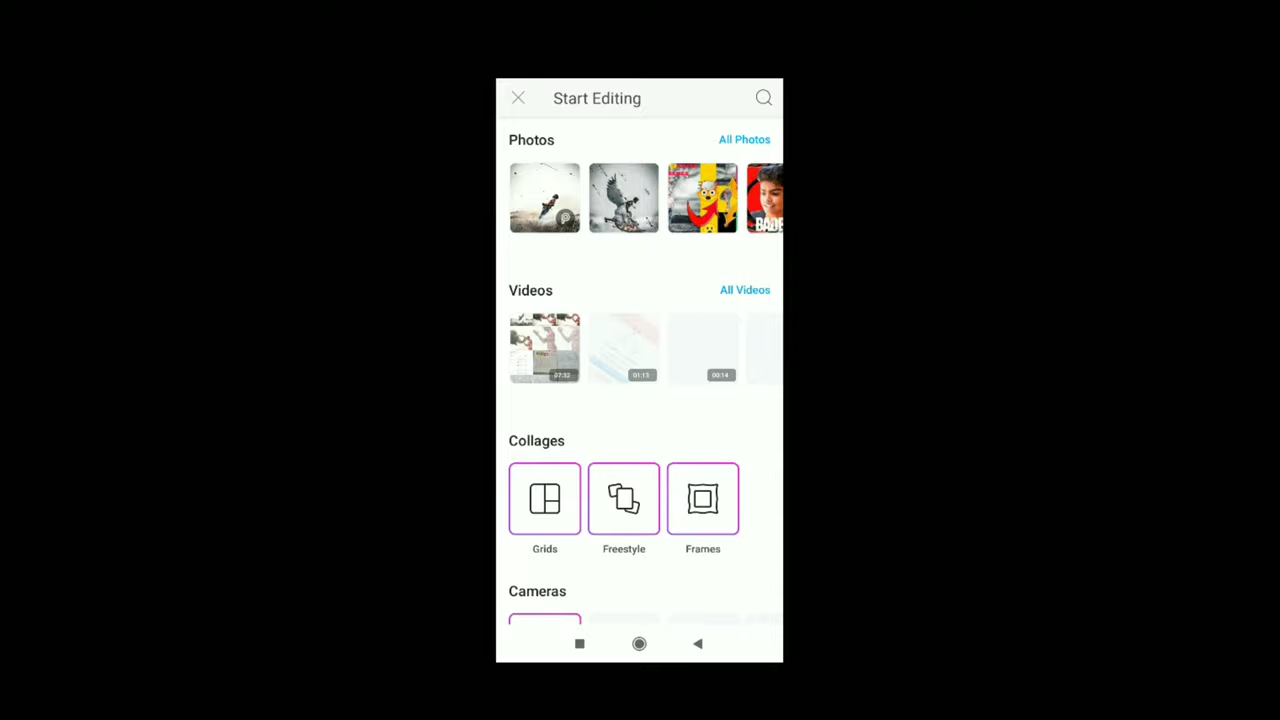 Start Editing
Photos
All Photos
BADE
Videos
All Videos
07:32
01:13
00:14
Collages
Grids
Freestyle
Frames
Cameras